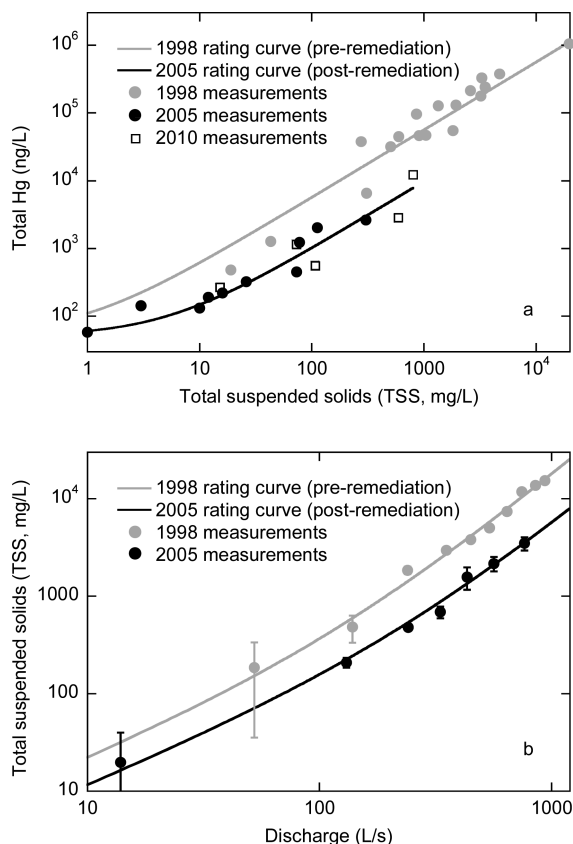 10⁶
10⁵
10⁴
10³
10²
Total Hg (ng/L)
1998 rating curve (pre-remediation)
2005 rating curve (post-remediation)
1998 measurements
2005 measurements
2010 measurements
a
1 10 100 1000 10⁴
Total suspended solids (TSS, mg/L)
10⁴
1000
100
10
Total suspended solids (TSS, mg/L)
1998 rating curve (pre-remediation)
2005 rating curve (post-remediation)
1998 measurements
2005 measurements
b
10 100 1000
Discharge (L/s)